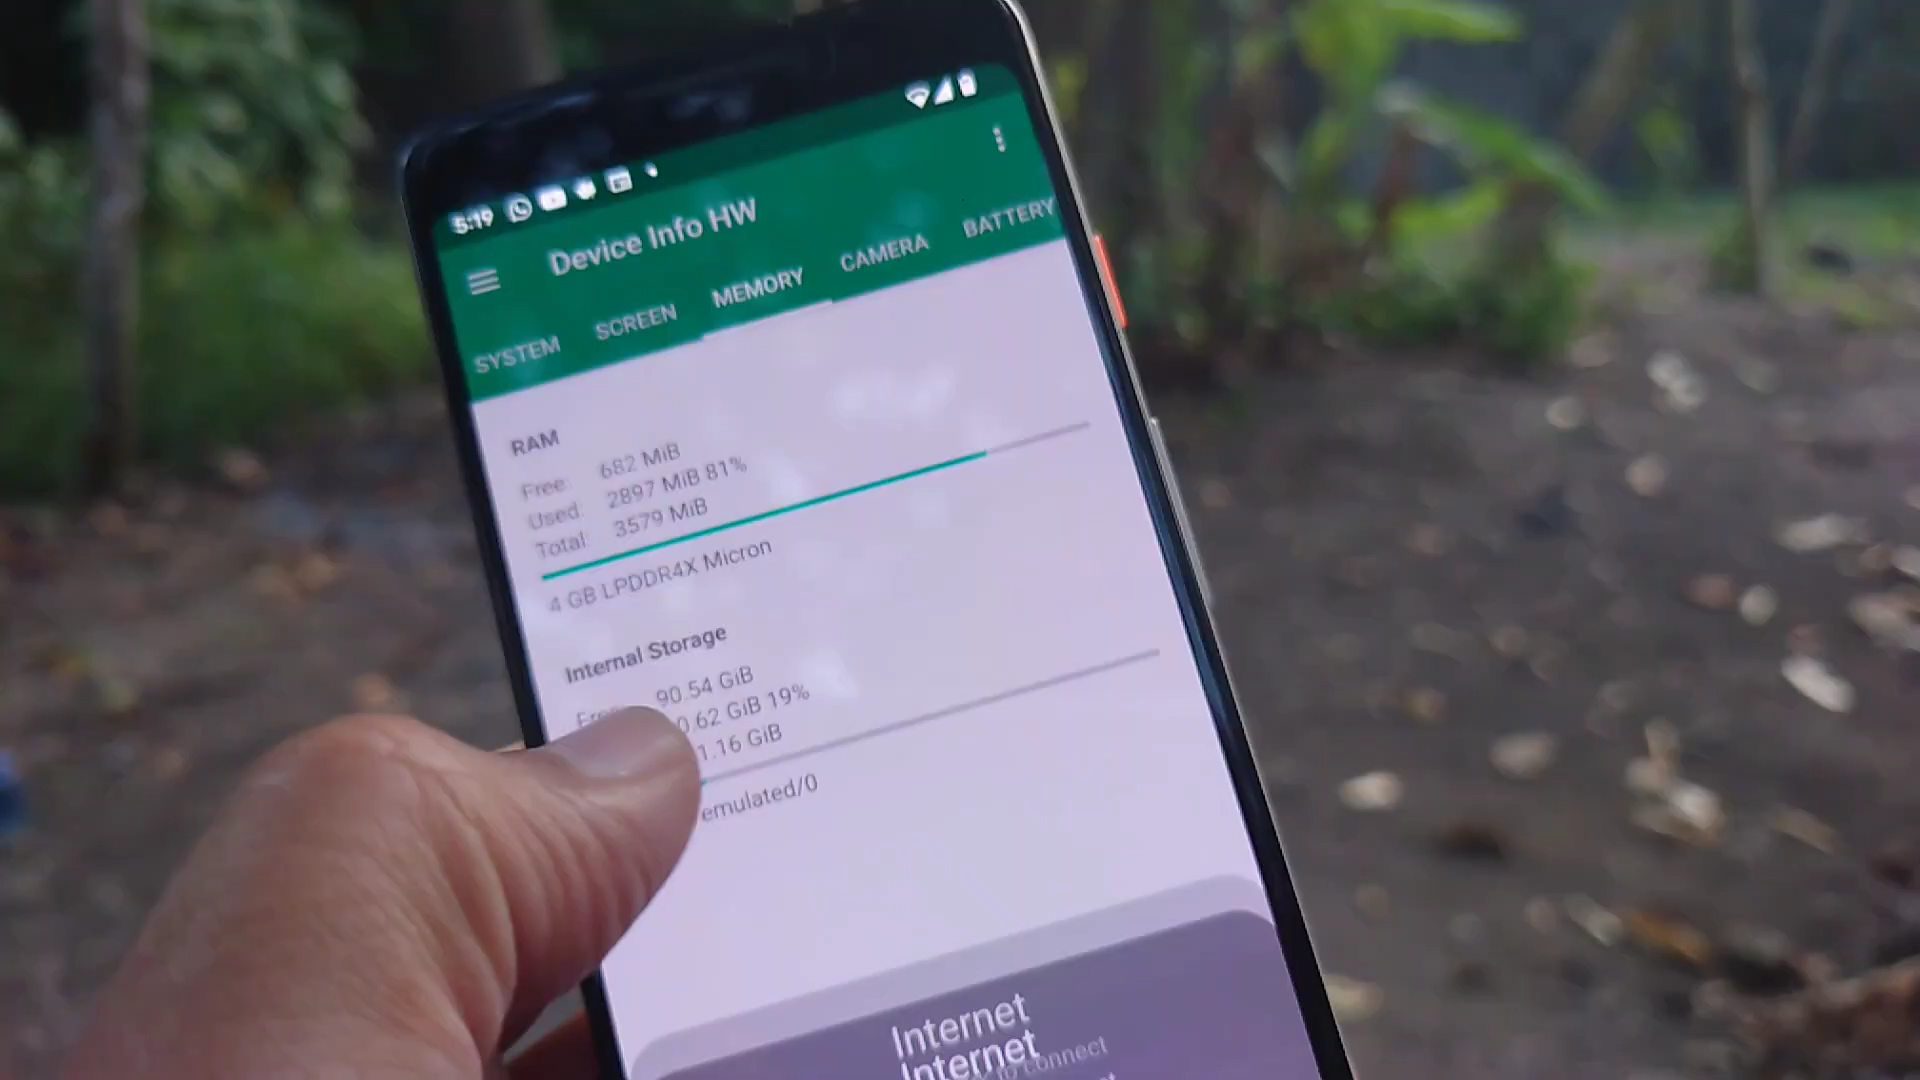 5:19
Device Info HW
SYSTEM SCREEN MEMORY CAMERA BATTERY
RAM
Free: 682 MiB
Used: 2897 MiB 81%
Total: 3579 MiB
4 GB LPDDR4X Micron
Internal Storage
90.54 GiB
0.62 GiB 19%
1.16 GiB
emulated/0
Internet
Internet
to connect